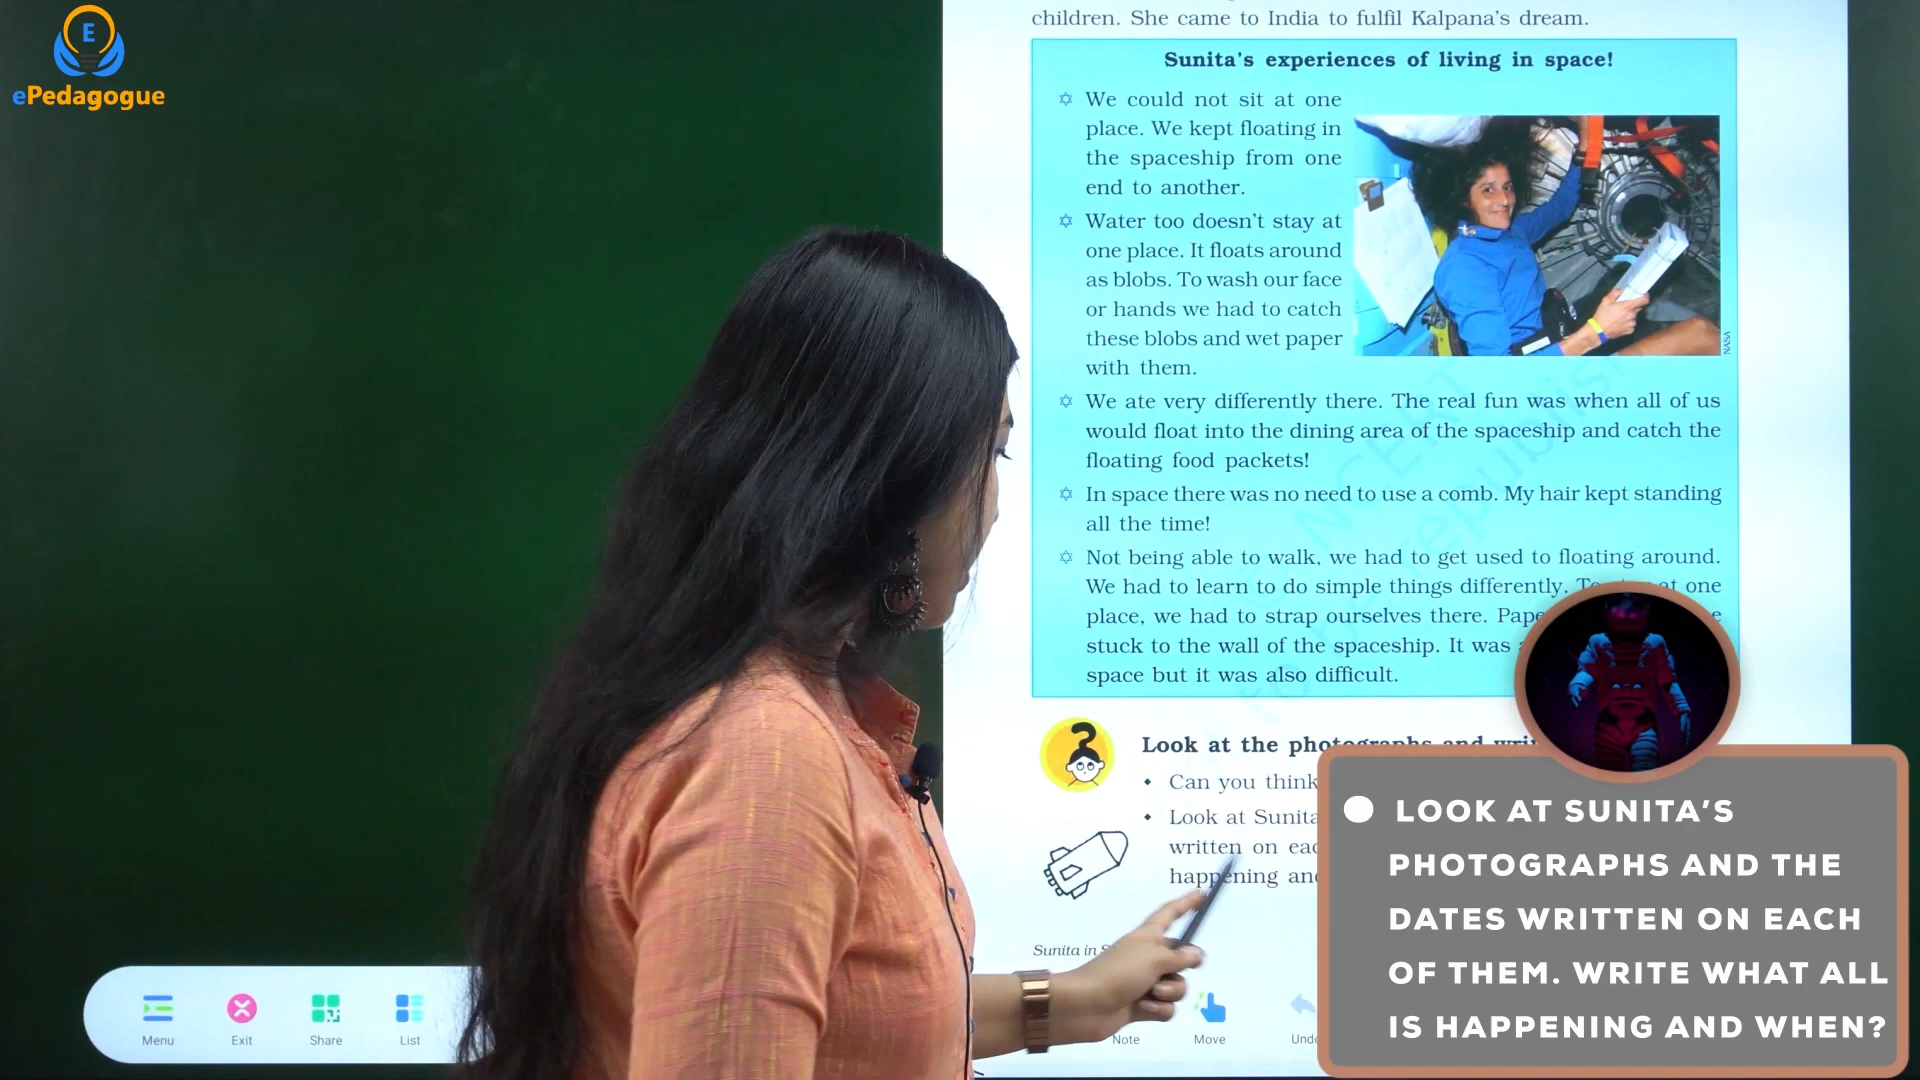 E
ePedagogue
children. She came to India to fulfil Kalpana's dream.
Sunita's experiences of living in space!
We could not sit at one
place. We kept floating in
the spaceship from one
end to another.
Water too doesn't stay at
one place. It floats around
as blobs. To wash our face
or hands we had to catch
these blobs and wet paper
with them.
NASA
We ate very differently there. The real fun was when all of us
would float into the dining area of the spaceship and catch the
floating food packets!
In space there was no need to use a comb. My hair kept standing
all the time!
Not being able to walk, we had to get used to floating around.
We had to learn to do simple things differently. at one
place, we had to strap ourselves there.
stuck to the wall of the spaceship. It was
space but it was also difficult.
Look at the photographs and
Can you think
Look at Sunita
written on
happening
Sunita in
LOOK AT SUNITA'S
PHOTOGRAPHS AND THE
DATES WRITTEN ON EACH
OF THEM. WRITE WHAT ALL
IS HAPPENING AND WHEN?
Menu Exit Share List Note Move